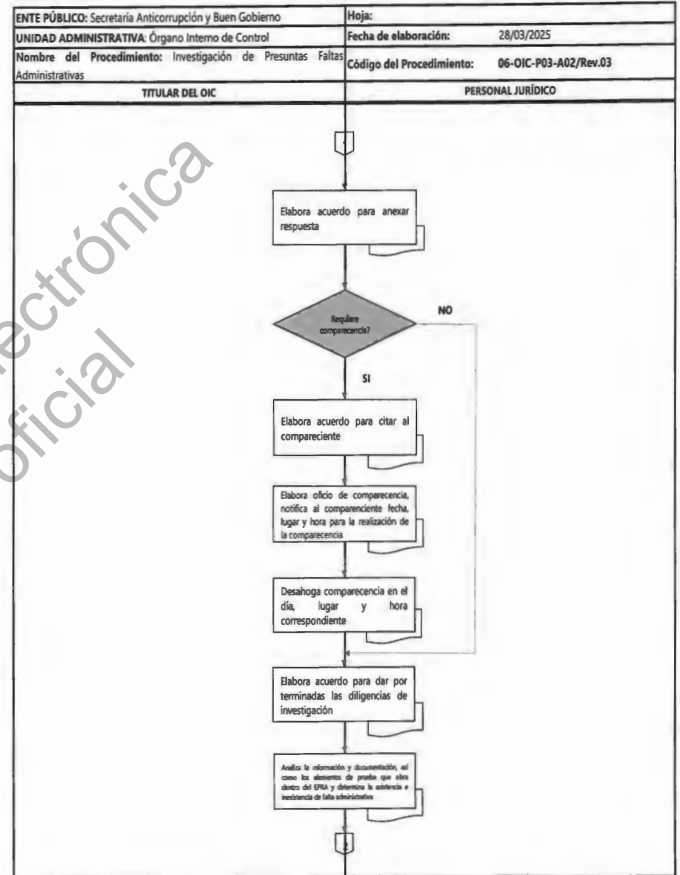 ENTE PÚBLICO: Secretaría Anticorrupción y Buen Gobierno
Hoja:
UNIDAD ADMINISTRATIVA: Órgano Interno de Control
Fecha de elaboración: 28/03/2025
Nombre del Procedimiento: Investigación de Presuntas Faltas
Administrativas
Código del Procedimiento: 06-OIC-P03-A02/Rev.03
TITULAR DEL OIC
PERSONAL JURÍDICO
Elabora acuerdo para anexar
respuesta
Requiere
comparecencia?
NO
SI
Elabora acuerdo para citar al
compareciente
Elabora oficio de comparecencia,
notifica al comparenciente fecha,
lugar y hora para la realización de
la comparecencia
Desahoga comparecencia en el
día, lugar y hora
correspondiente
Elabora acuerdo para dar por
terminadas las diligencias de
investigación
Analiza la información y documentación, así
como los elementos de prueba que obra
dentro del EPRA y determina la existencia e
inexistencia de falta administrativa
2
ectrónica
oficial